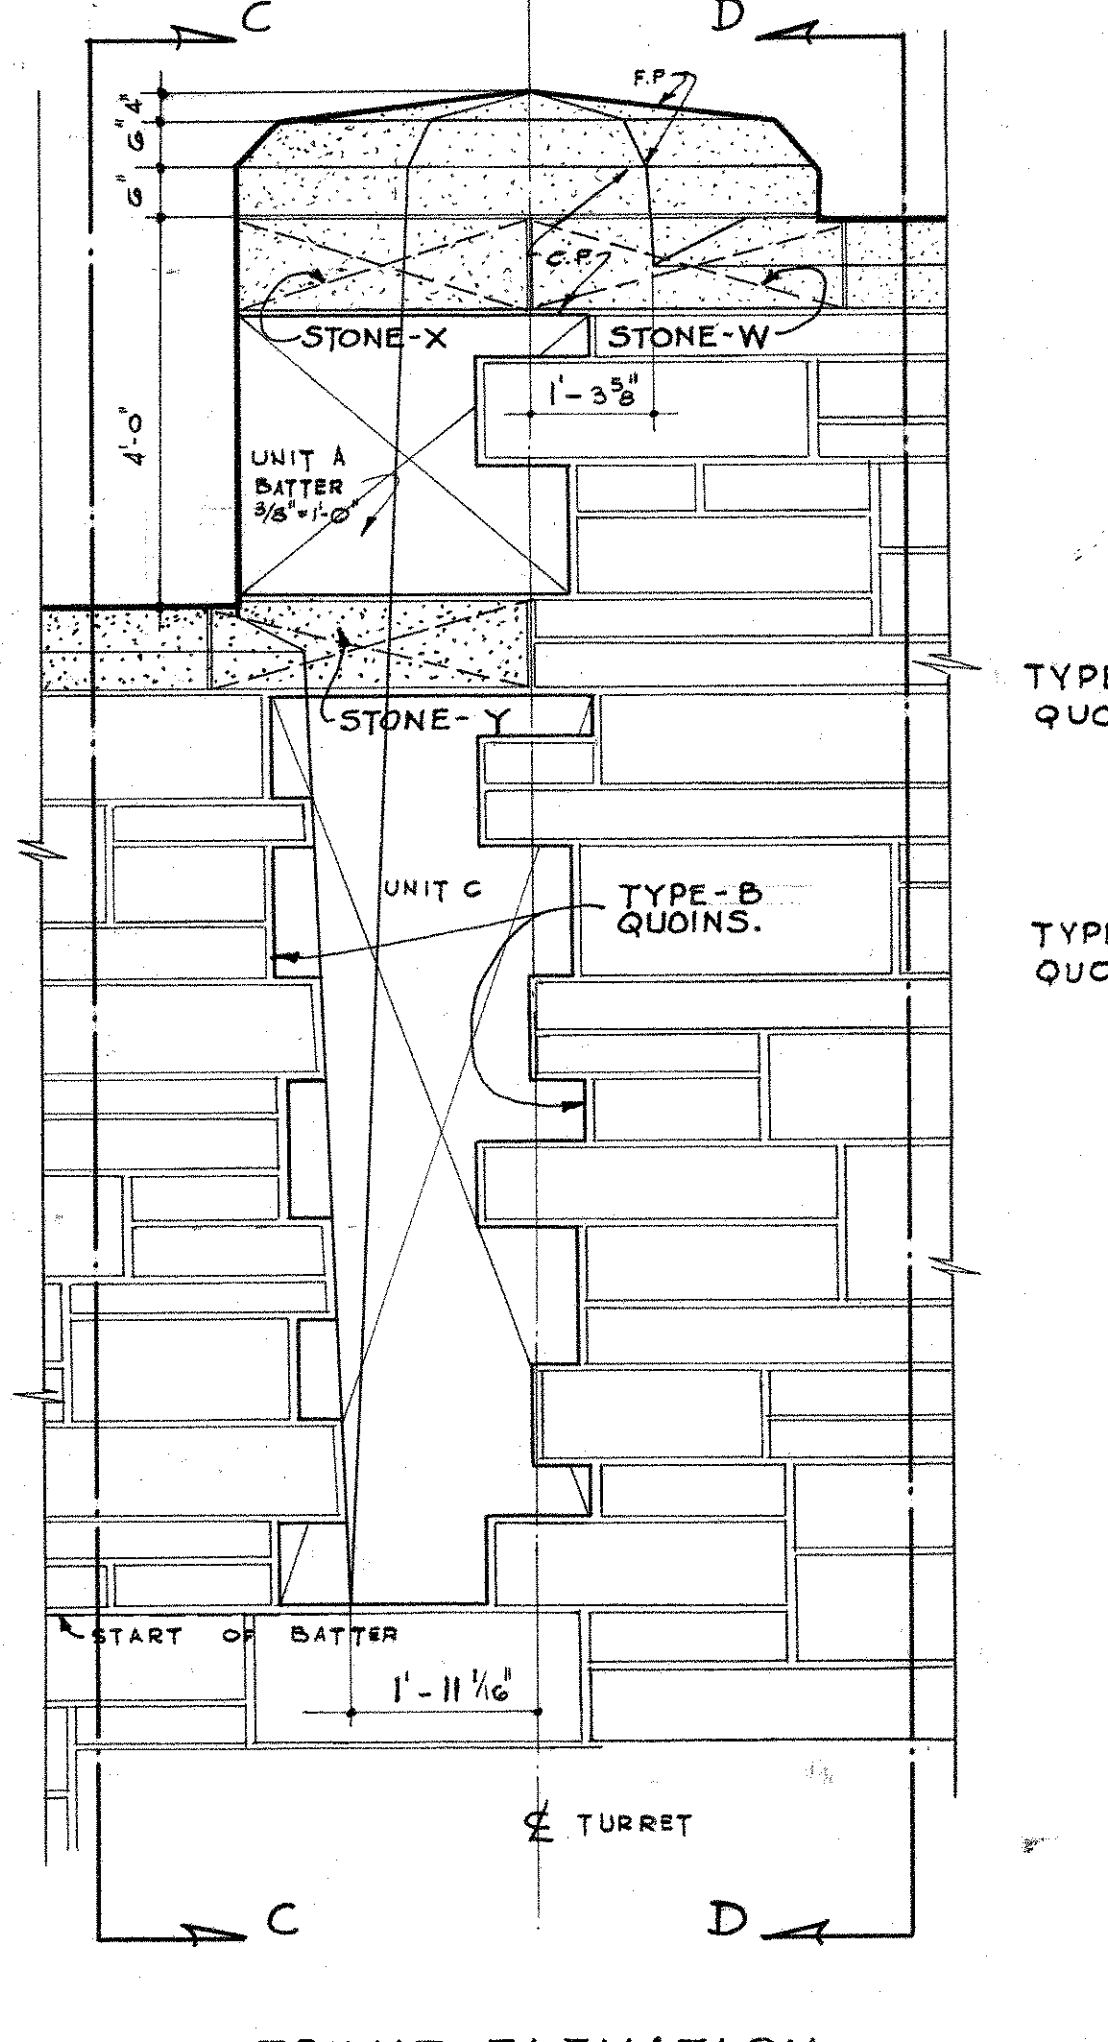 C
D
F.P.
4"
6"
6"
C.P.
STONE-X
STONE-W
1'-3 5/8"
4'-0"
UNIT A
BATTER
3/8"=1'-0"
STONE-Y
TYPE
QUO
UNIT C
TYPE-B
QUOINS.
TYPE
QUO
START OF BATTER
1'-11 1/16"
℄ TURRET
C
D